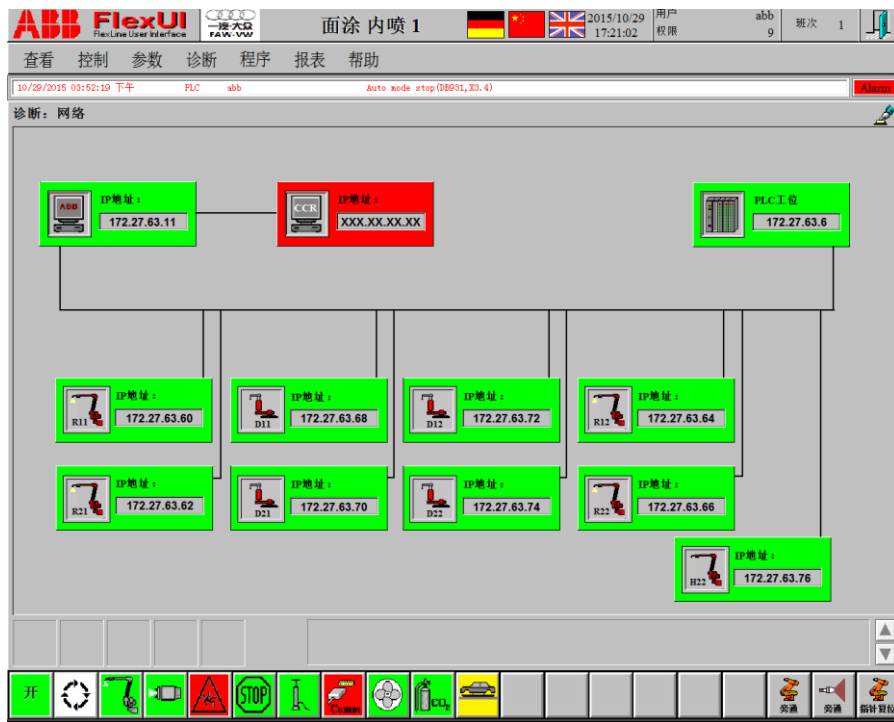 ABB FlexUI
FlexLine User Interface
一汽-大众
FAW-VW
面涂 内喷 1
2015/10/29
17:21:02
用户 abb
权限 9
班次 1
查看 控制 参数 诊断 程序 报表 帮助
10/29/2015 03:52:19 下午 PLC abb Auto mode stop(DB931,X3.4)
Alarm
诊断: 网络
ABB
IP地址:
172.27.63.11
CCR
IP地址:
XXX.XX.XX.XX
PLC工位
172.27.63.6
R11
IP地址:
172.27.63.60
D11
IP地址:
172.27.63.68
D12
IP地址:
172.27.63.72
R12
IP地址:
172.27.63.64
R21
IP地址:
172.27.63.62
D21
IP地址:
172.27.63.70
D22
IP地址:
172.27.63.74
R22
IP地址:
172.27.63.66
H22
IP地址:
172.27.63.76
开
STOP
Comm
CO2
旁通
旁通
指针复位